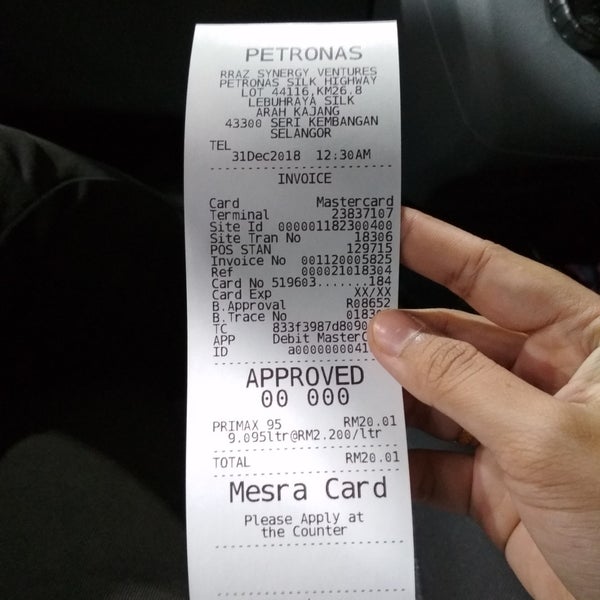 PETRONAS
RRAZ SYNERGY VENTURES
PETRONAS SILK HIGHWAY
LOT 44116,KM26.8
LEBUHRAYA SILK
ARAH KAJANG
43300 SERI KEMBANGAN
SELANGOR
TEL
31Dec2018 12:30AM
INVOICE
Card Mastercard
Terminal 23837107
Site Id 000001182300400
Site Tran No 18306
POS STAN 129715
Invoice No 001120005825
Ref 000021018304
Card No 519603.......184
Card Exp XX/XX
B.Approval R08652
B.Trace No
TC
APP Debit
ID
APPROVED
00 000
PRIMAX 95 RM20.01
9.095ltr@RM2.200/ltr
TOTAL RM20.01
Mesra Card
Please Apply at
the Counter